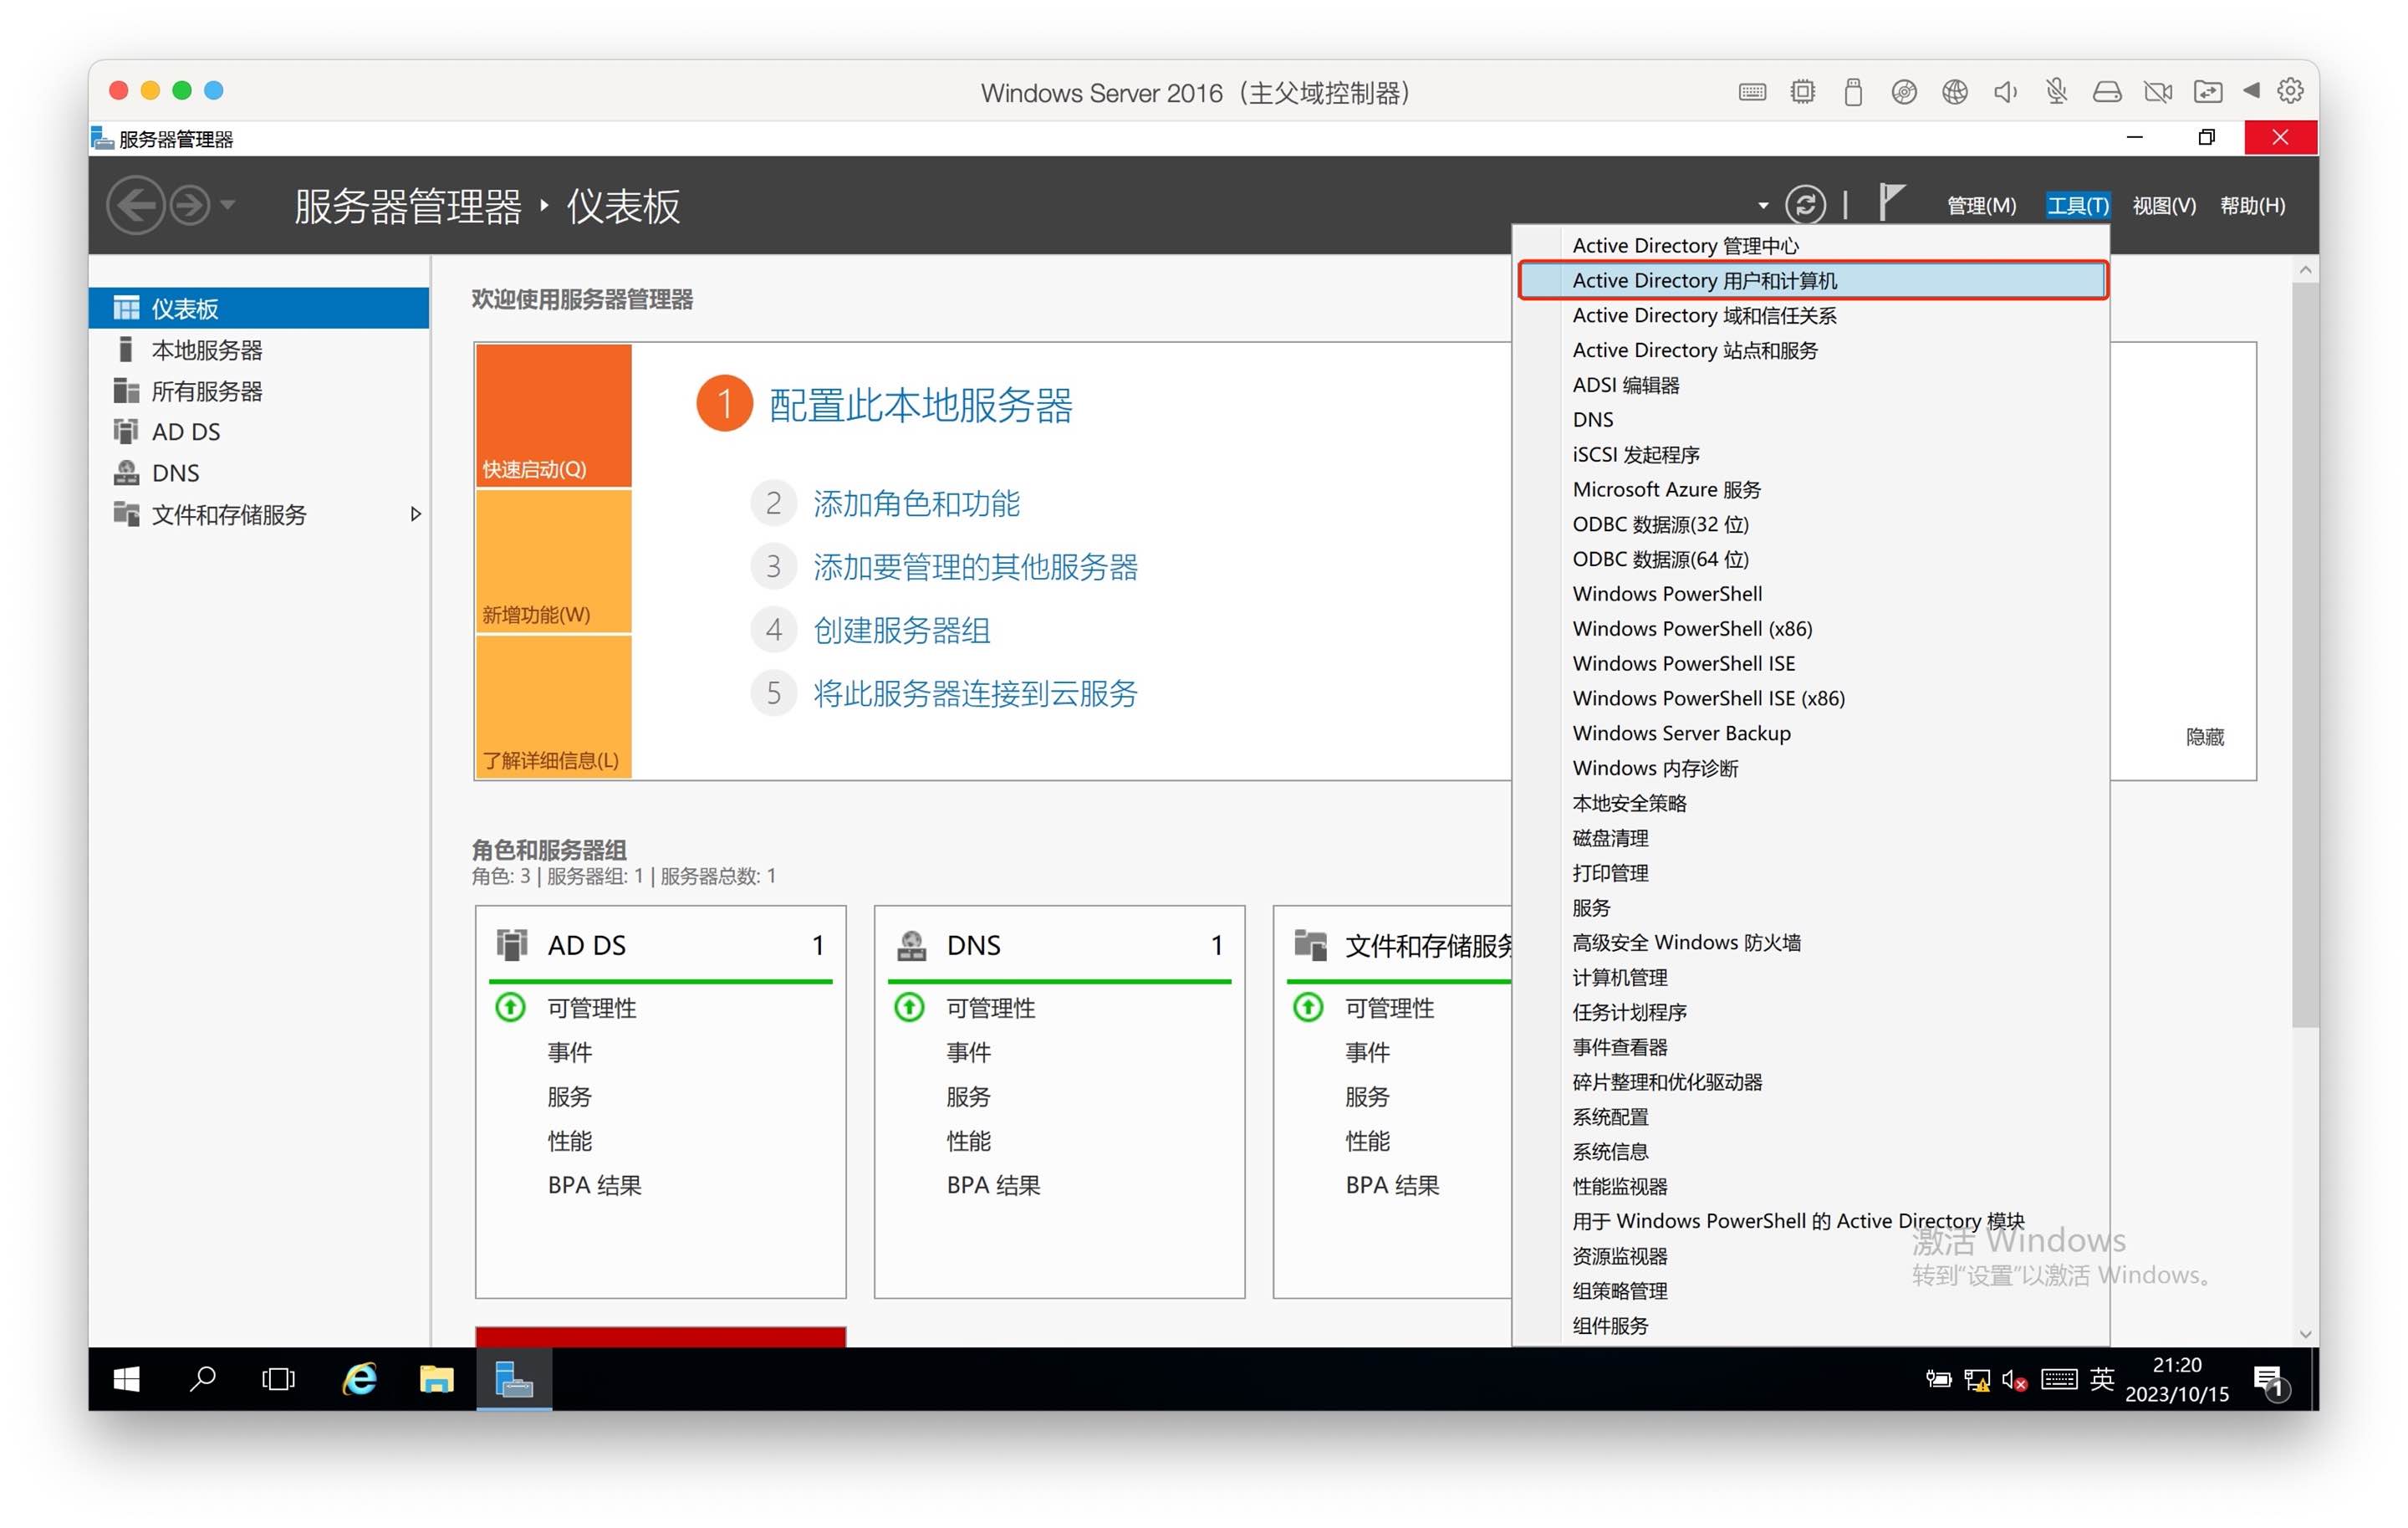 Windows Server 2016（主父域控制器）
服务器管理器
服务器管理器 ‣ 仪表板
管理(M) 工具(T) 视图(V) 帮助(H)
仪表板
本地服务器
所有服务器
AD DS
DNS
文件和存储服务
欢迎使用服务器管理器
快速启动(Q)
新增功能(W)
了解详细信息(L)
1 配置此本地服务器
2 添加角色和功能
3 添加要管理的其他服务器
4 创建服务器组
5 将此服务器连接到云服务
隐藏
角色和服务器组
角色: 3 | 服务器组: 1 | 服务器总数: 1
AD DS 1
可管理性
事件
服务
性能
BPA 结果
DNS 1
可管理性
事件
服务
性能
BPA 结果
文件和存储服务
可管理性
事件
服务
性能
BPA 结果
Active Directory 管理中心
Active Directory 用户和计算机
Active Directory 域和信任关系
Active Directory 站点和服务
ADSI 编辑器
DNS
iSCSI 发起程序
Microsoft Azure 服务
ODBC 数据源(32 位)
ODBC 数据源(64 位)
Windows PowerShell
Windows PowerShell (x86)
Windows PowerShell ISE
Windows PowerShell ISE (x86)
Windows Server Backup
Windows 内存诊断
本地安全策略
磁盘清理
打印管理
服务
高级安全 Windows 防火墙
计算机管理
任务计划程序
事件查看器
碎片整理和优化驱动器
系统配置
系统信息
性能监视器
用于 Windows PowerShell 的 Active Directory 模块
资源监视器
组策略管理
组件服务
激活 Windows
转到“设置”以激活 Windows。
英
21:20
2023/10/15
1